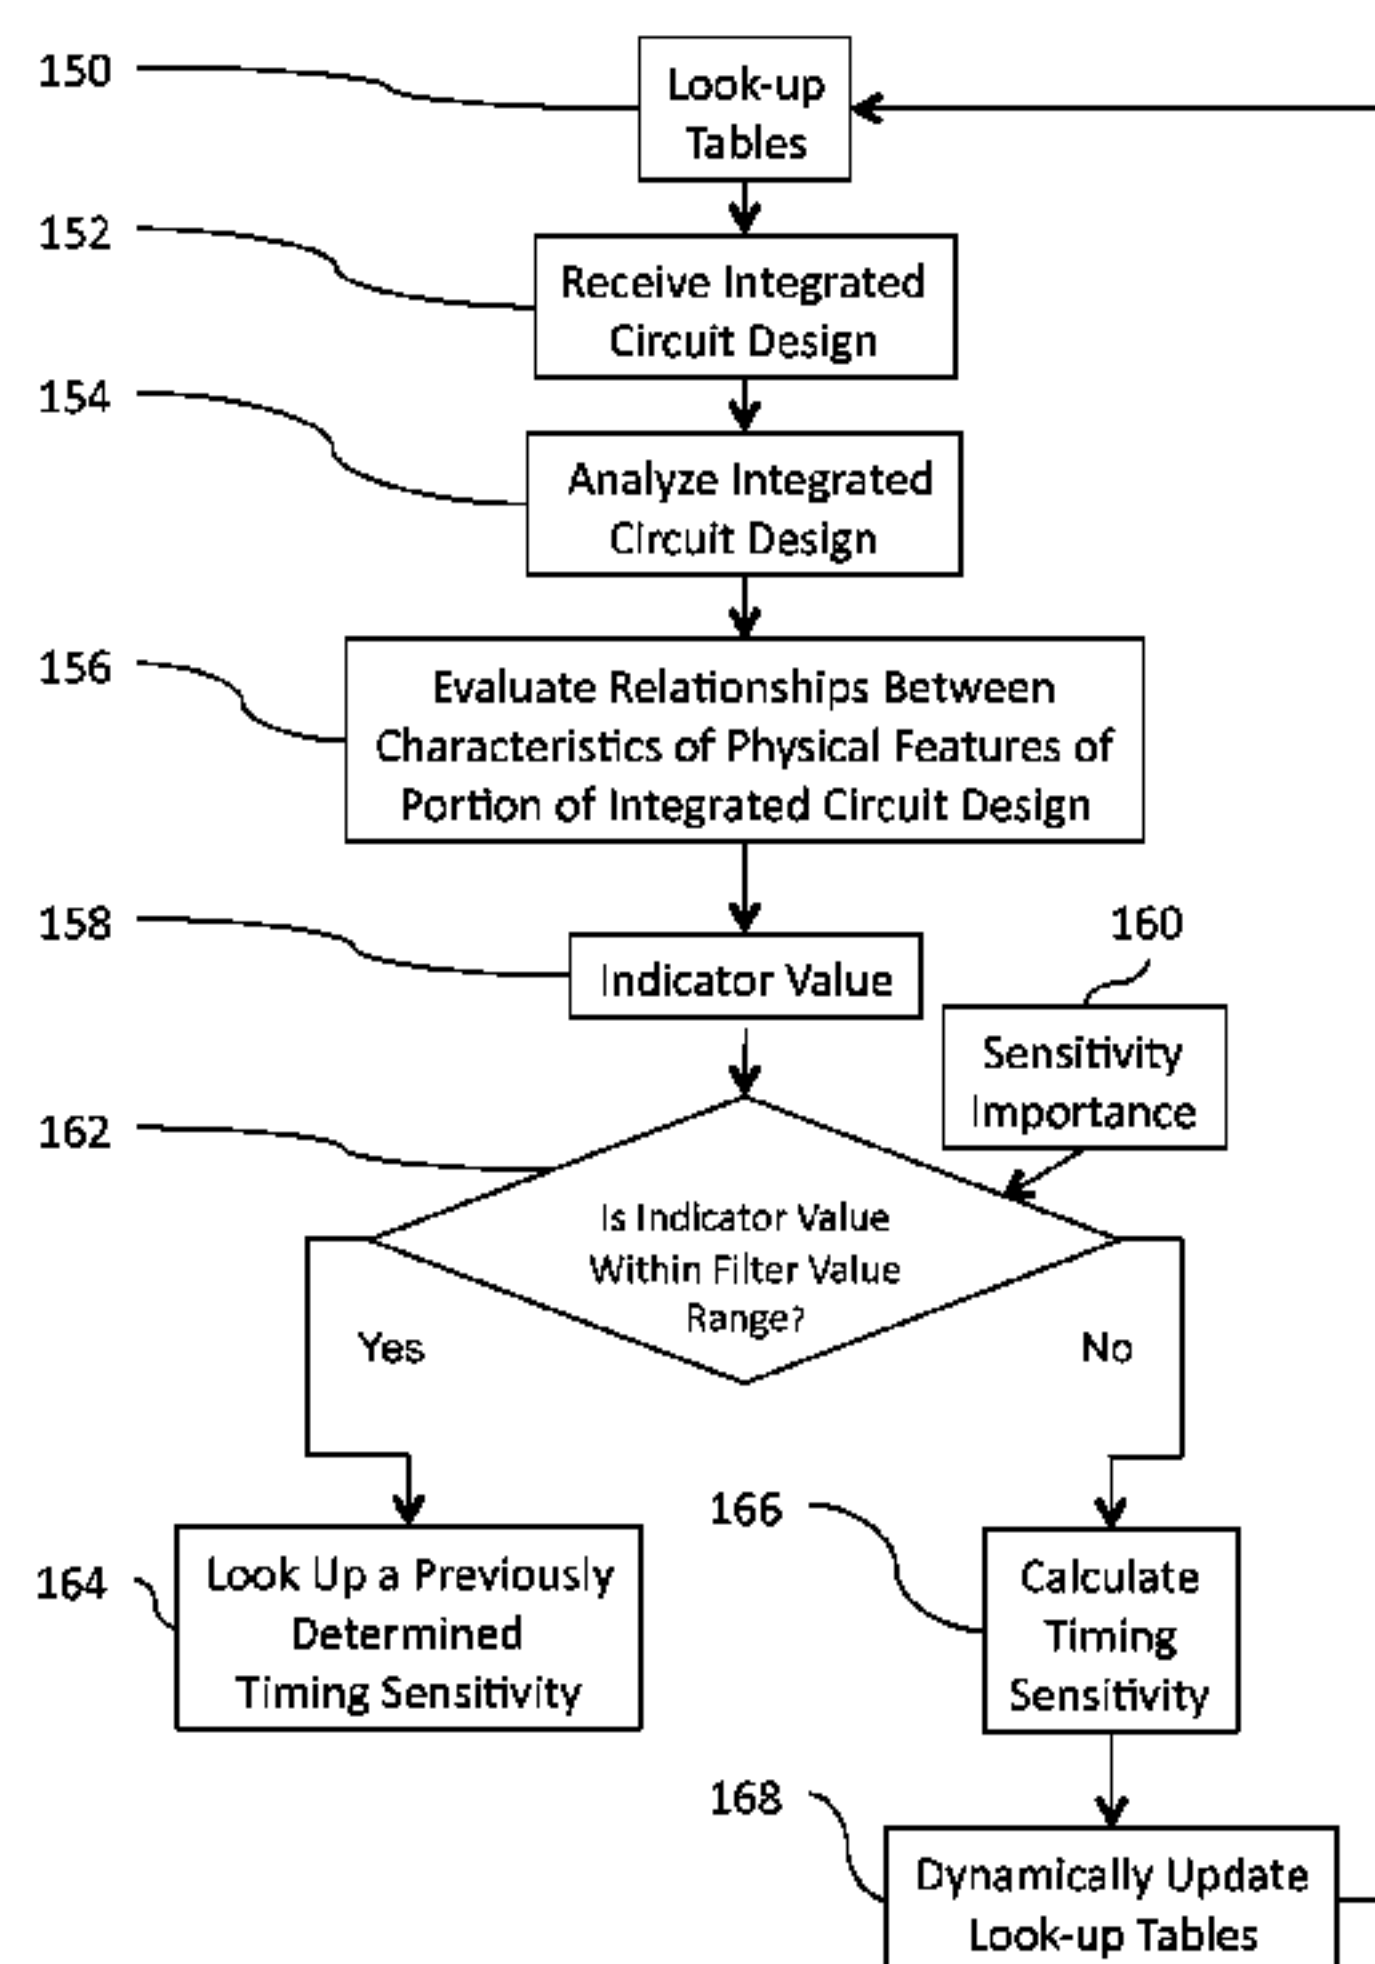 150
Look-up
Tables
152
Receive Integrated
Circuit Design
154
Analyze Integrated
Circuit Design
156
Evaluate Relationships Between
Characteristics of Physical Features of
Portion of Integrated Circuit Design
158
Indicator Value
160
Sensitivity
Importance
162
Is Indicator Value
Within Filter Value
Range?
Yes
No
164
Look Up a Previously
Determined
Timing Sensitivity
166
Calculate
Timing
Sensitivity
168
Dynamically Update
Look-up Tables